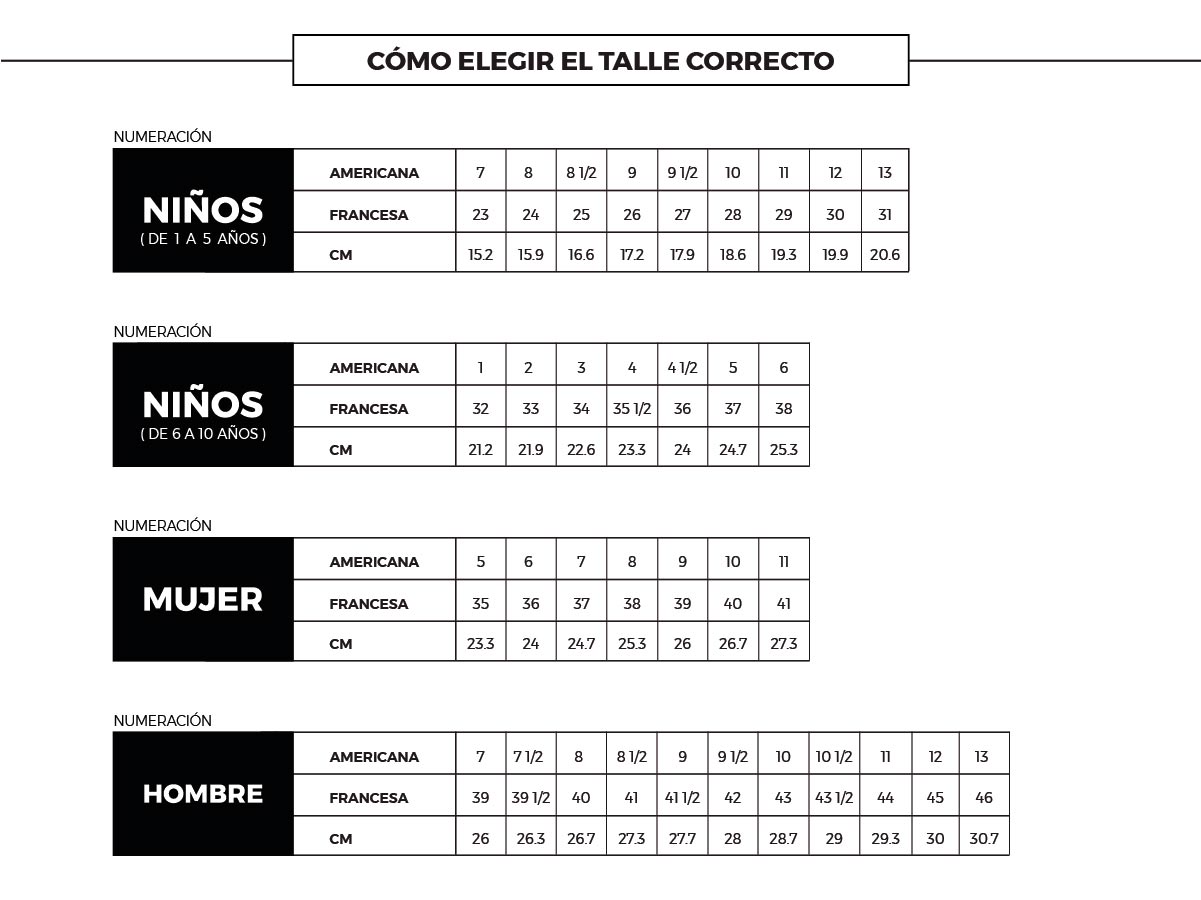 CÓMO ELEGIR EL TALLE CORRECTO
NUMERACIÓN
NIÑOS
( DE 1 A 5 AÑOS )
AMERICANA 7 8 8 1/2 9 9 1/2 10 11 12 13
FRANCESA 23 24 25 26 27 28 29 30 31
CM 15.2 15.9 16.6 17.2 17.9 18.6 19.3 19.9 20.6
NUMERACIÓN
NIÑOS
( DE 6 A 10 AÑOS )
AMERICANA 1 2 3 4 4 1/2 5 6
FRANCESA 32 33 34 35 1/2 36 37 38
CM 21.2 21.9 22.6 23.3 24 24.7 25.3
NUMERACIÓN
MUJER
AMERICANA 5 6 7 8 9 10 11
FRANCESA 35 36 37 38 39 40 41
CM 23.3 24 24.7 25.3 26 26.7 27.3
NUMERACIÓN
HOMBRE
AMERICANA 7 7 1/2 8 8 1/2 9 9 1/2 10 10 1/2 11 12 13
FRANCESA 39 39 1/2 40 41 41 1/2 42 43 43 1/2 44 45 46
CM 26 26.3 26.7 27.3 27.7 28 28.7 29 29.3 30 30.7